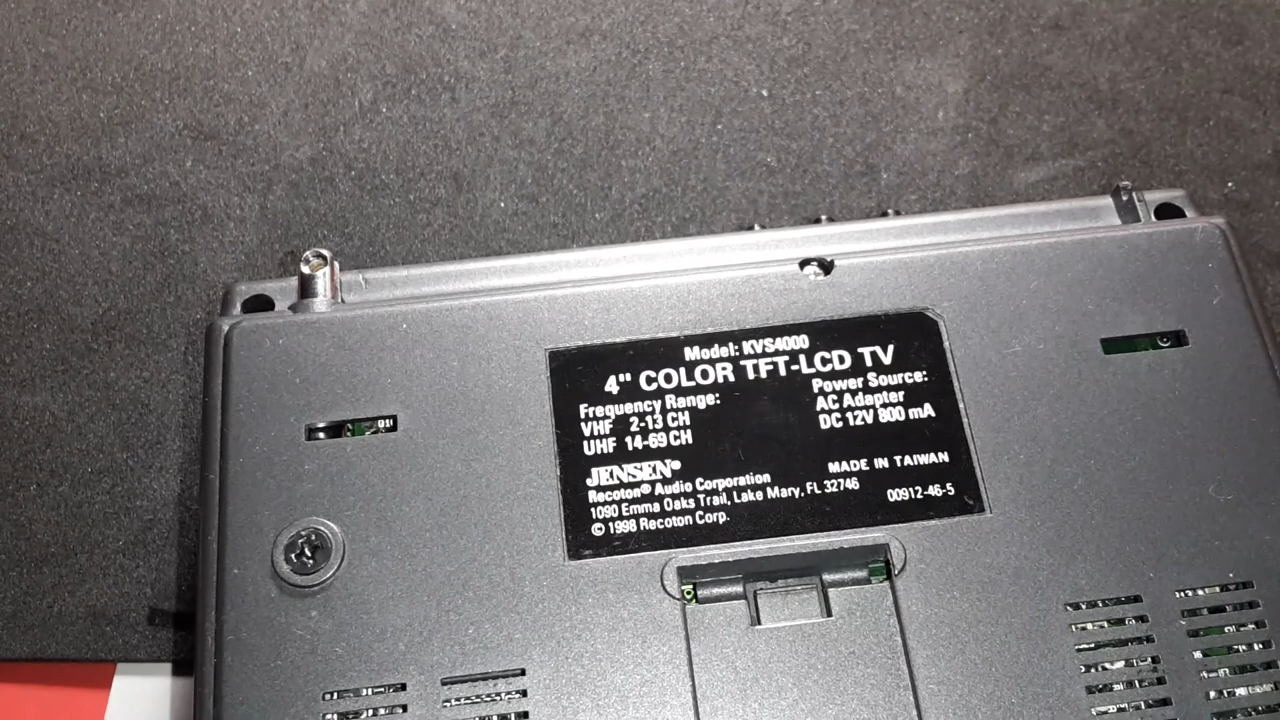 Model: KVS4000
4" COLOR TFT-LCD TV
Frequency Range:
VHF 2-13 CH
UHF 14-69 CH
Power Source:
AC Adapter
DC 12V 800 mA
JENSEN®
Recoton® Audio Corporation
1090 Emma Oaks Trail, Lake Mary, FL 32746
© 1998 Recoton Corp.
MADE IN TAIWAN
00912-46-5